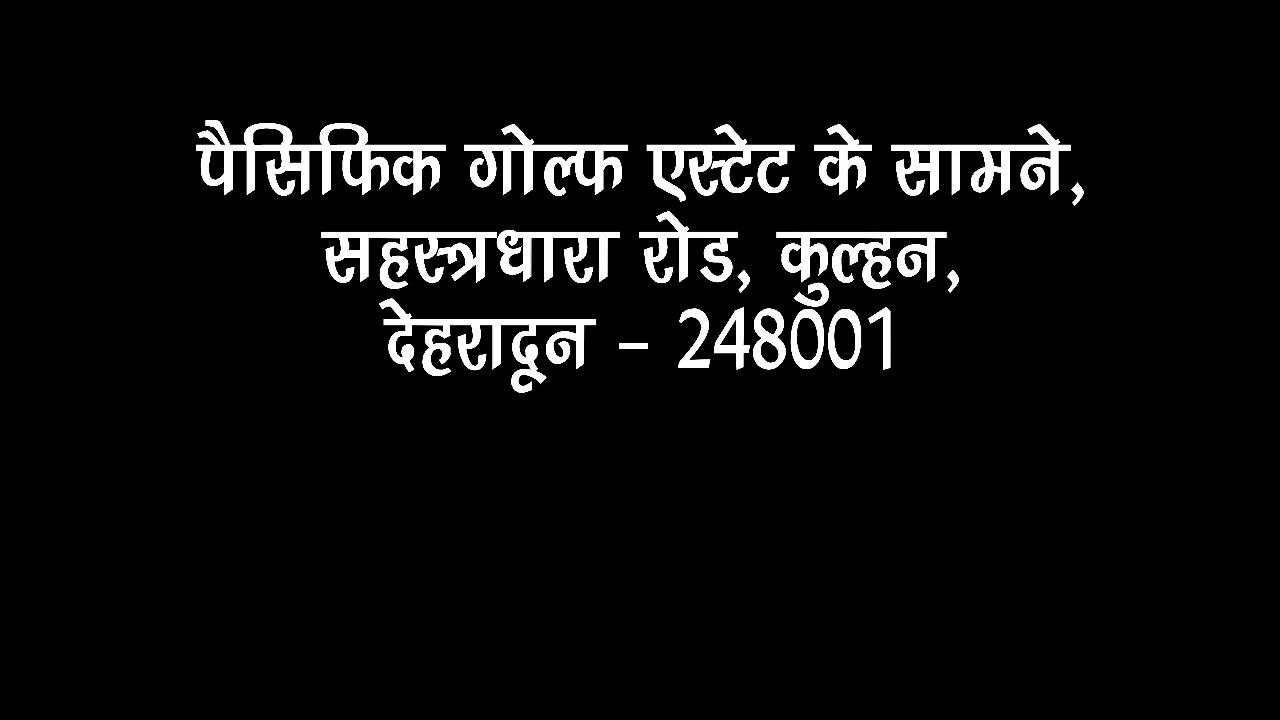 पैसिफिक गोल्फ एस्टेट के सामने,
सहस्त्रधारा रोड, कुल्हन,
देहरादून – 248001